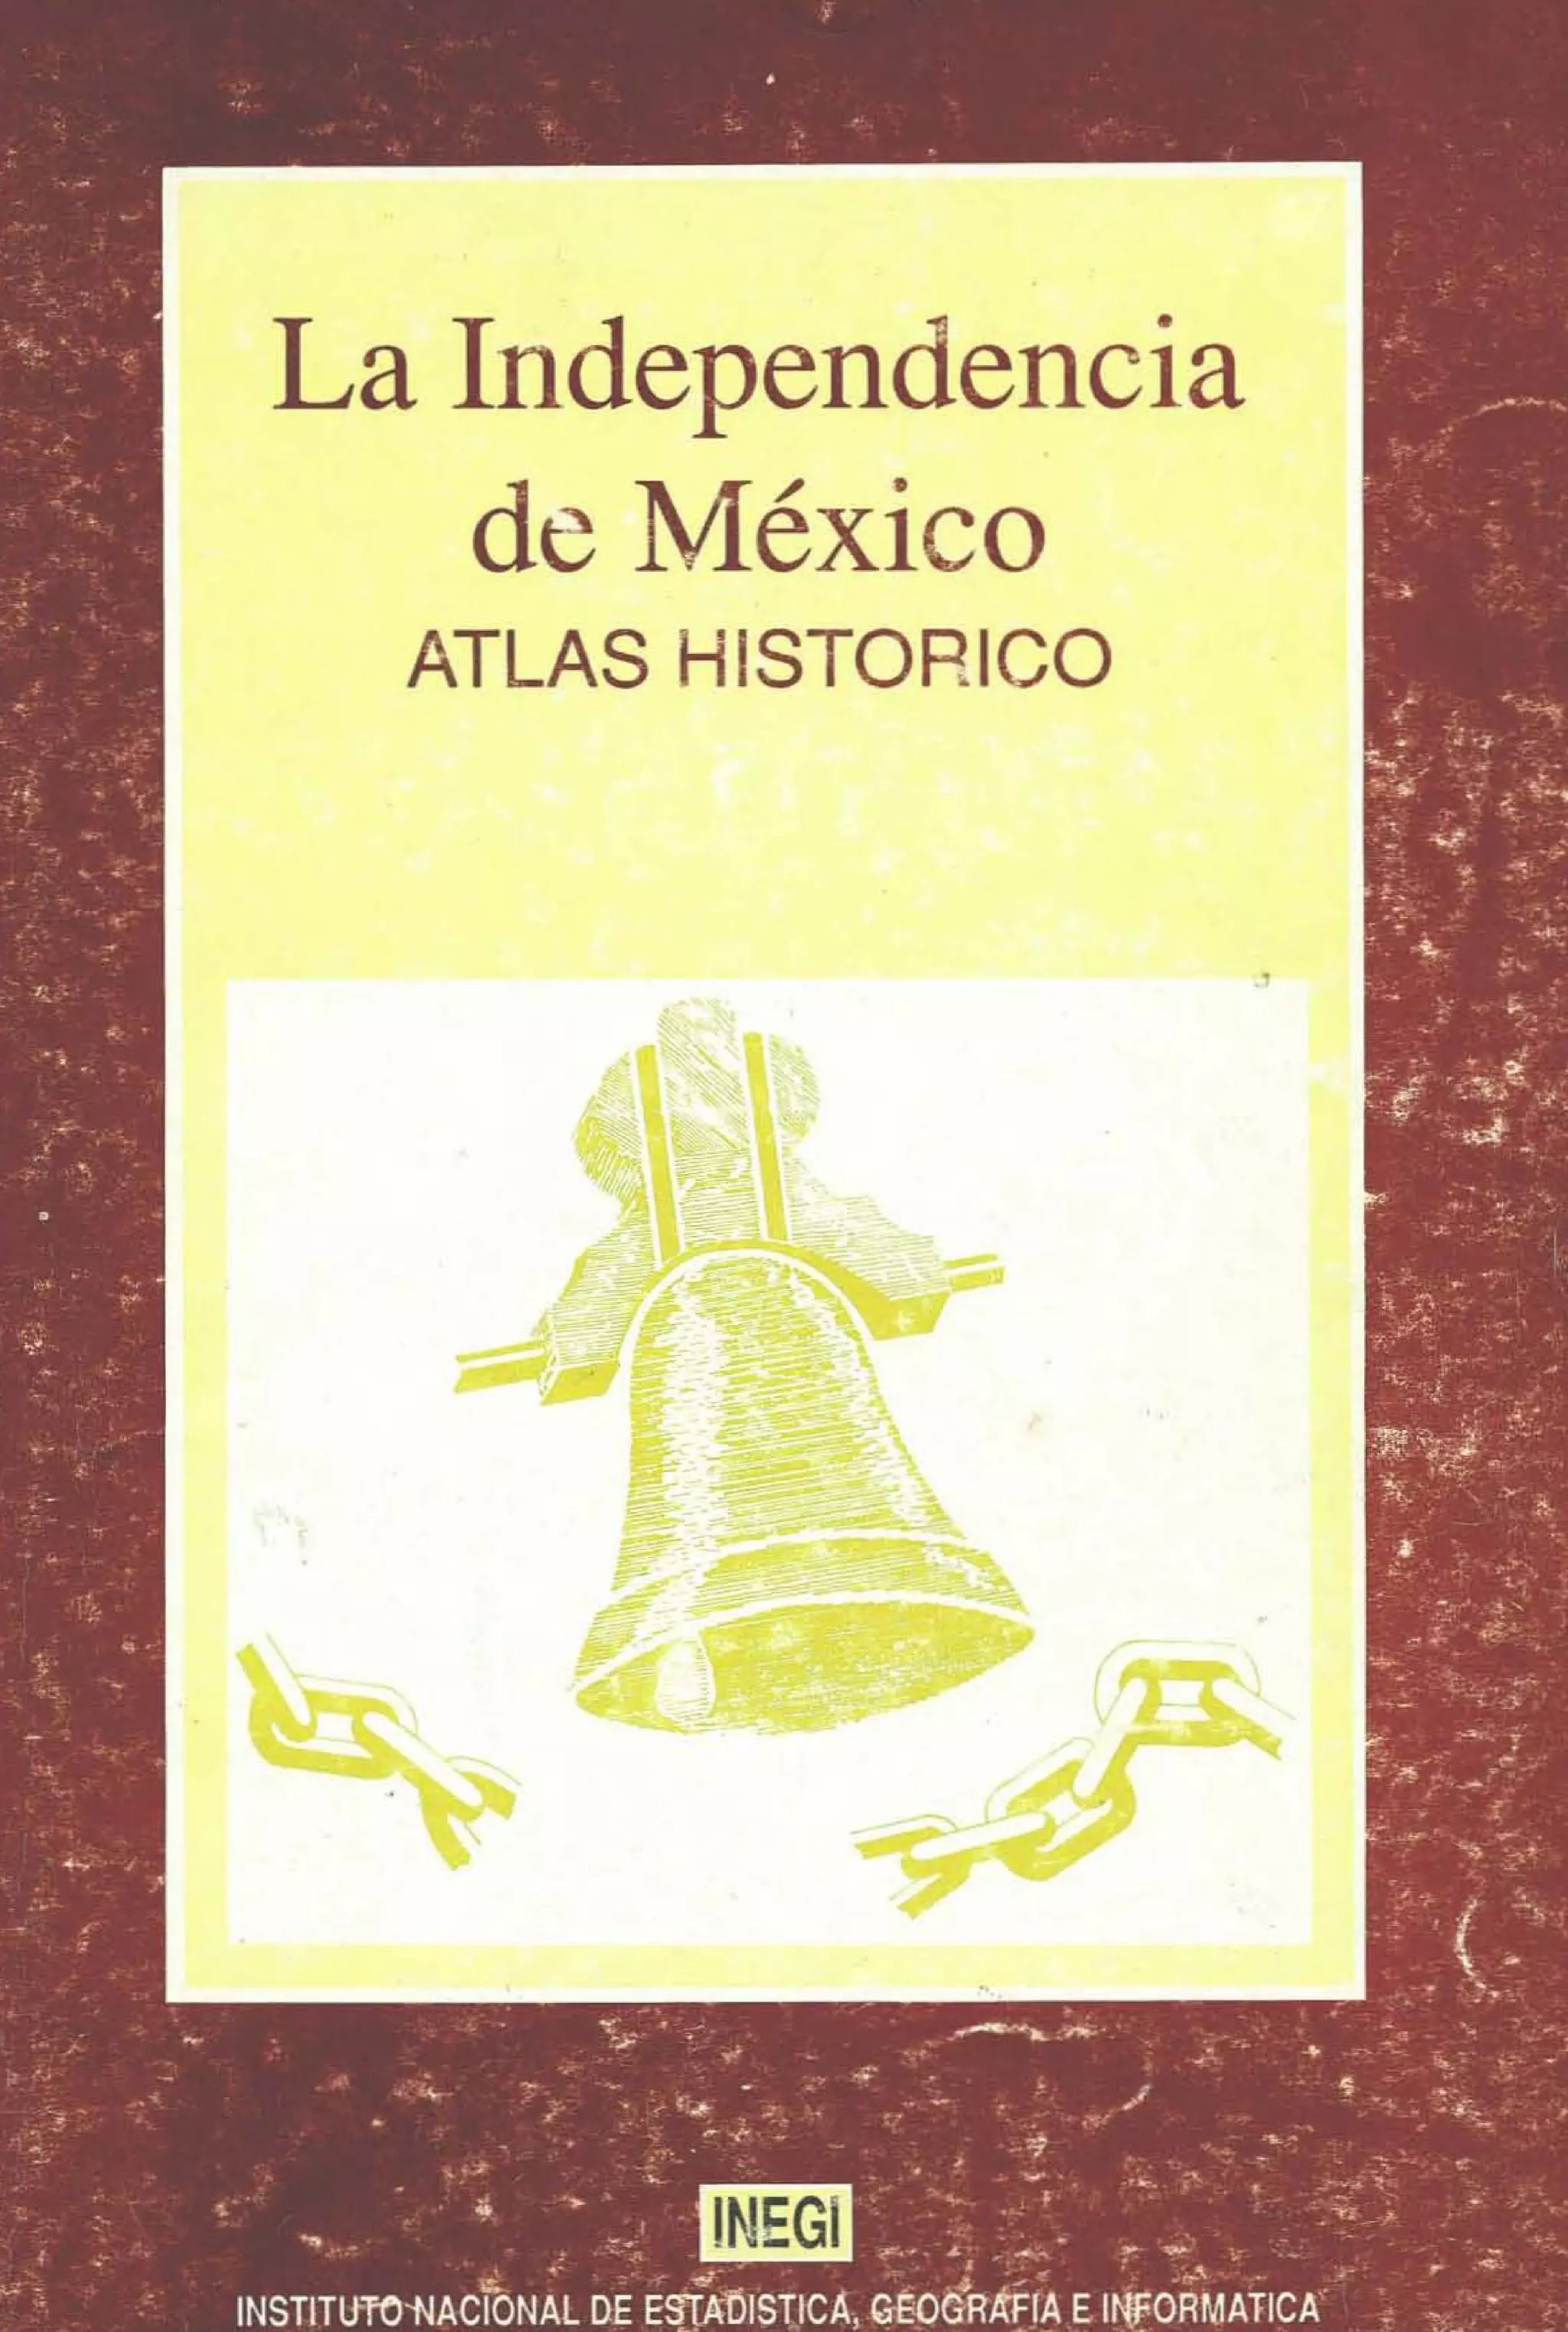 La Independencia
de México
ATLAS HISTORICO
INEGI
INSTITUTO NACIONAL DE ESTADISTICA, GEOGRAFIA E INFORMATICA